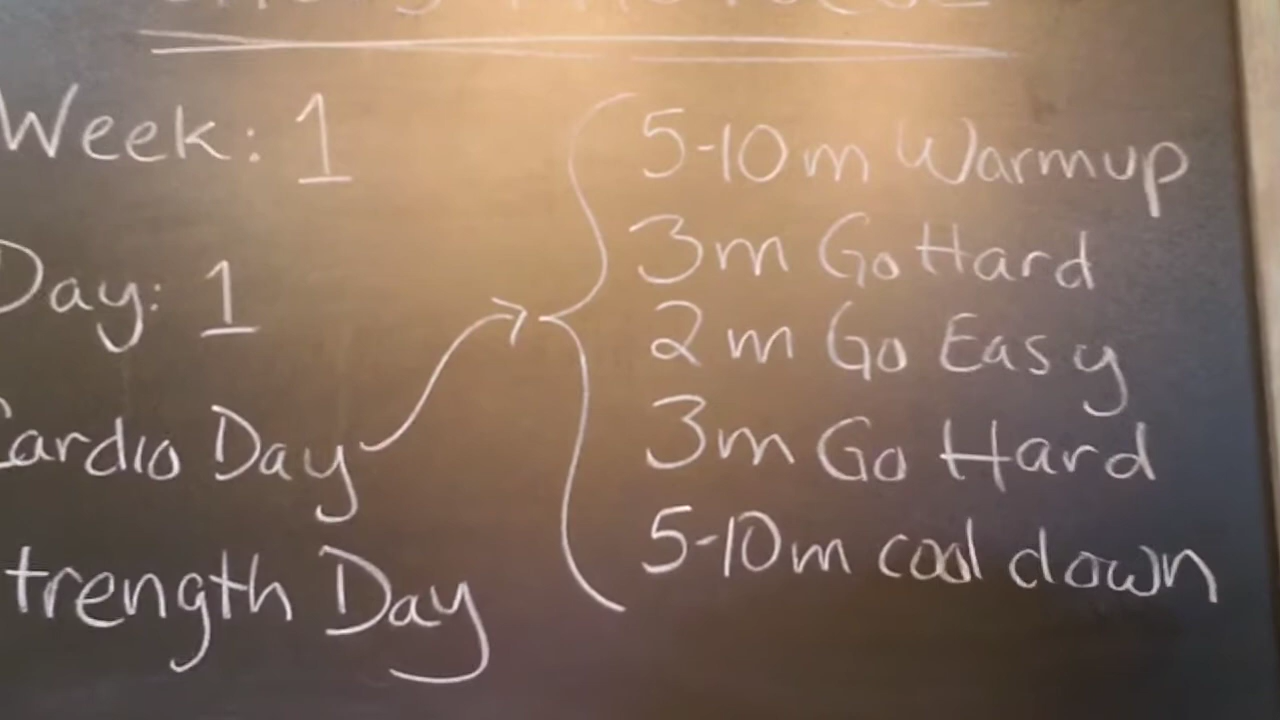 Week: 1
Day: 1
Cardio Day
trength Day
5-10m Warmup
3m Go Hard
2m Go Easy
3m Go Hard
5-10m cool down